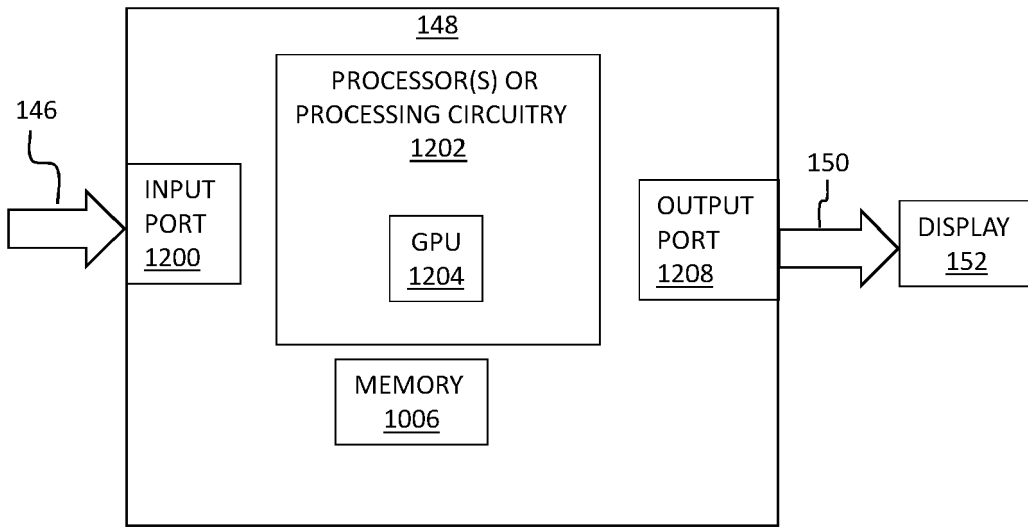 148
PROCESSOR(S) OR
PROCESSING CIRCUITRY
1202
146
INPUT
PORT
1200
GPU
1204
OUTPUT
PORT
1208
150
DISPLAY
152
MEMORY
1006